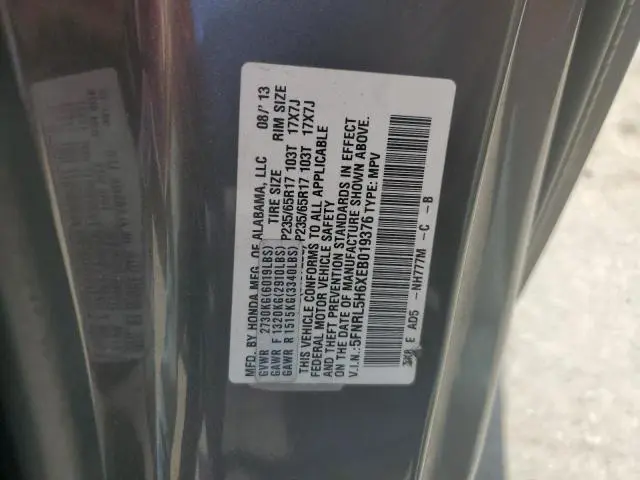 MFD. BY HONDA MFG. OF ALABAMA, LLC 08/'13
GVWR 2730KG(6019LBS) TIRE SIZE RIM SIZE
GAWR F 1320KG(2910LBS) P235/65R17 103T 17X7J
GAWR R 1515KG(3340LBS) P235/65R17 103T 17X7J
THIS VEHICLE CONFORMS TO ALL APPLICABLE
FEDERAL MOTOR VEHICLE SAFETY
AND THEFT PREVENTION STANDARDS IN EFFECT
ON THE DATE OF MANUFACTURE SHOWN ABOVE.
V.I.N.:5FNRL5H6XEB019376 TYPE: MPV
E AD5 -NH777M -C -B